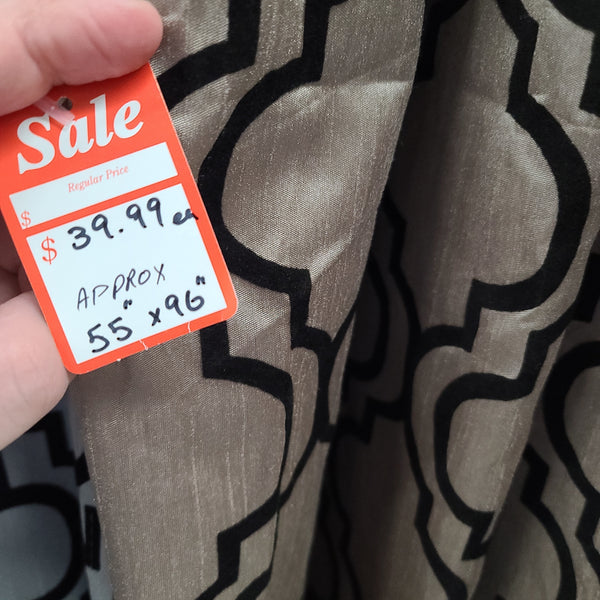 Sale
Regular Price
$
$ 39.99 ea
APPROX
55" x 96"